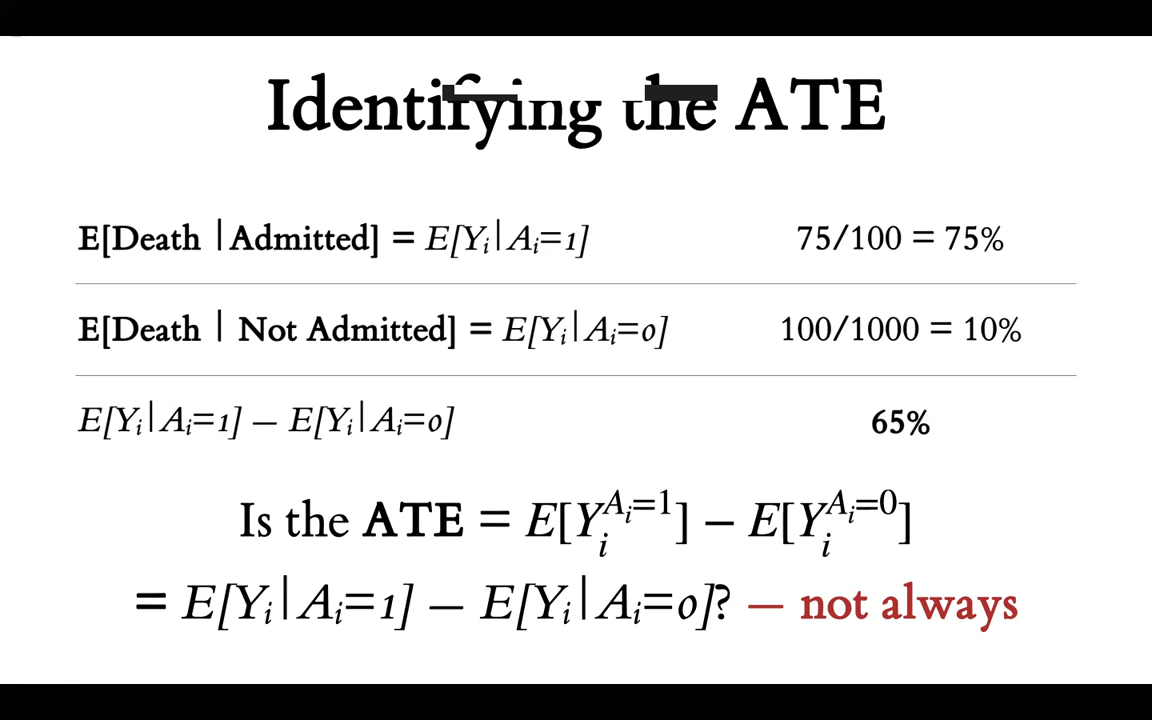 Identifying the ATE
E[Death | Admitted] = E[Yᵢ|Aᵢ=1] 75/100 = 75%
E[Death | Not Admitted] = E[Yᵢ|Aᵢ=0] 100/1000 = 10%
E[Yᵢ|Aᵢ=1] – E[Yᵢ|Aᵢ=0] 65%
Is the ATE = E[Yᵢ^{Aᵢ=1}] – E[Yᵢ^{Aᵢ=0}]
= E[Yᵢ|Aᵢ=1] – E[Yᵢ|Aᵢ=0]? – not always